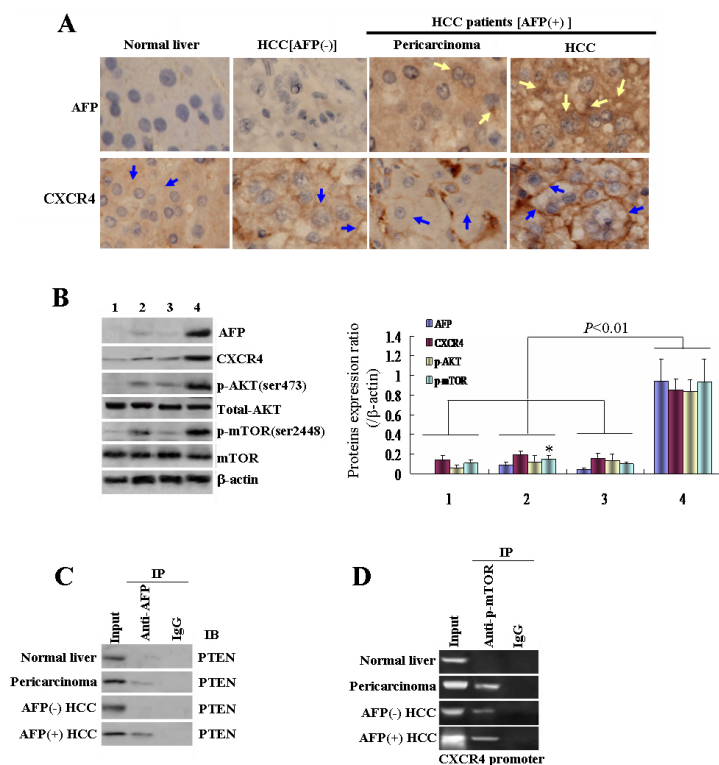 A
HCC patients [AFP(+) ]
Normal liver HCC[AFP(-)] Pericarcinoma HCC
AFP
CXCR4
B
1 2 3 4
AFP
CXCR4
p-AKT(ser473)
Total-AKT
p-mTOR(ser2448)
mTOR
β-actin
Proteins expression ratio
(/β-actin)
1.4
1.2
1
0.8
0.6
0.4
0.2
0
AFP
CXCR4
p-AKT
p-mTOR
P<0.01
*
1 2 3 4
C
IP
Input Anti-AFP IgG IB
Normal liver PTEN
Pericarcinoma PTEN
AFP(-) HCC PTEN
AFP(+) HCC PTEN
D
IP
Input Anti-p-mTOR IgG
Normal liver
Pericarcinoma
AFP(-) HCC
AFP(+) HCC
CXCR4 promoter